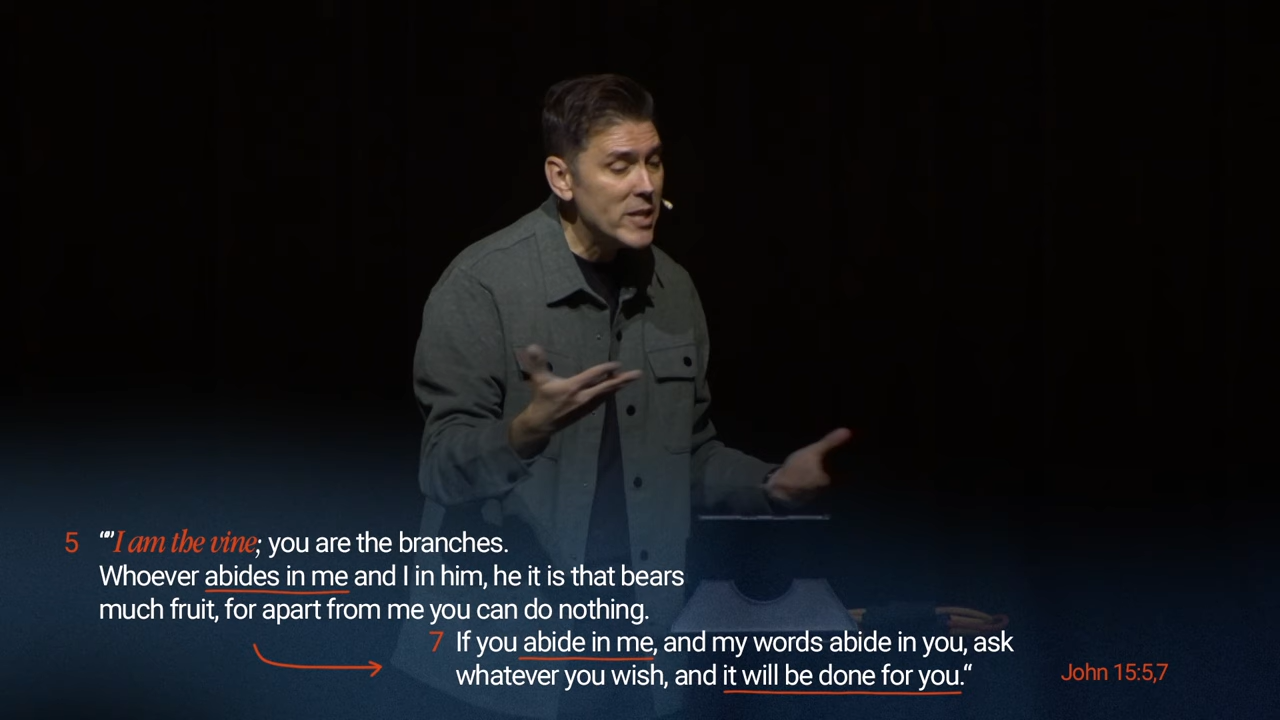 5 “”I am the vine; you are the branches.
Whoever abides in me and I in him, he it is that bears
much fruit, for apart from me you can do nothing.
7 If you abide in me, and my words abide in you, ask
whatever you wish, and it will be done for you.“
John 15:5,7